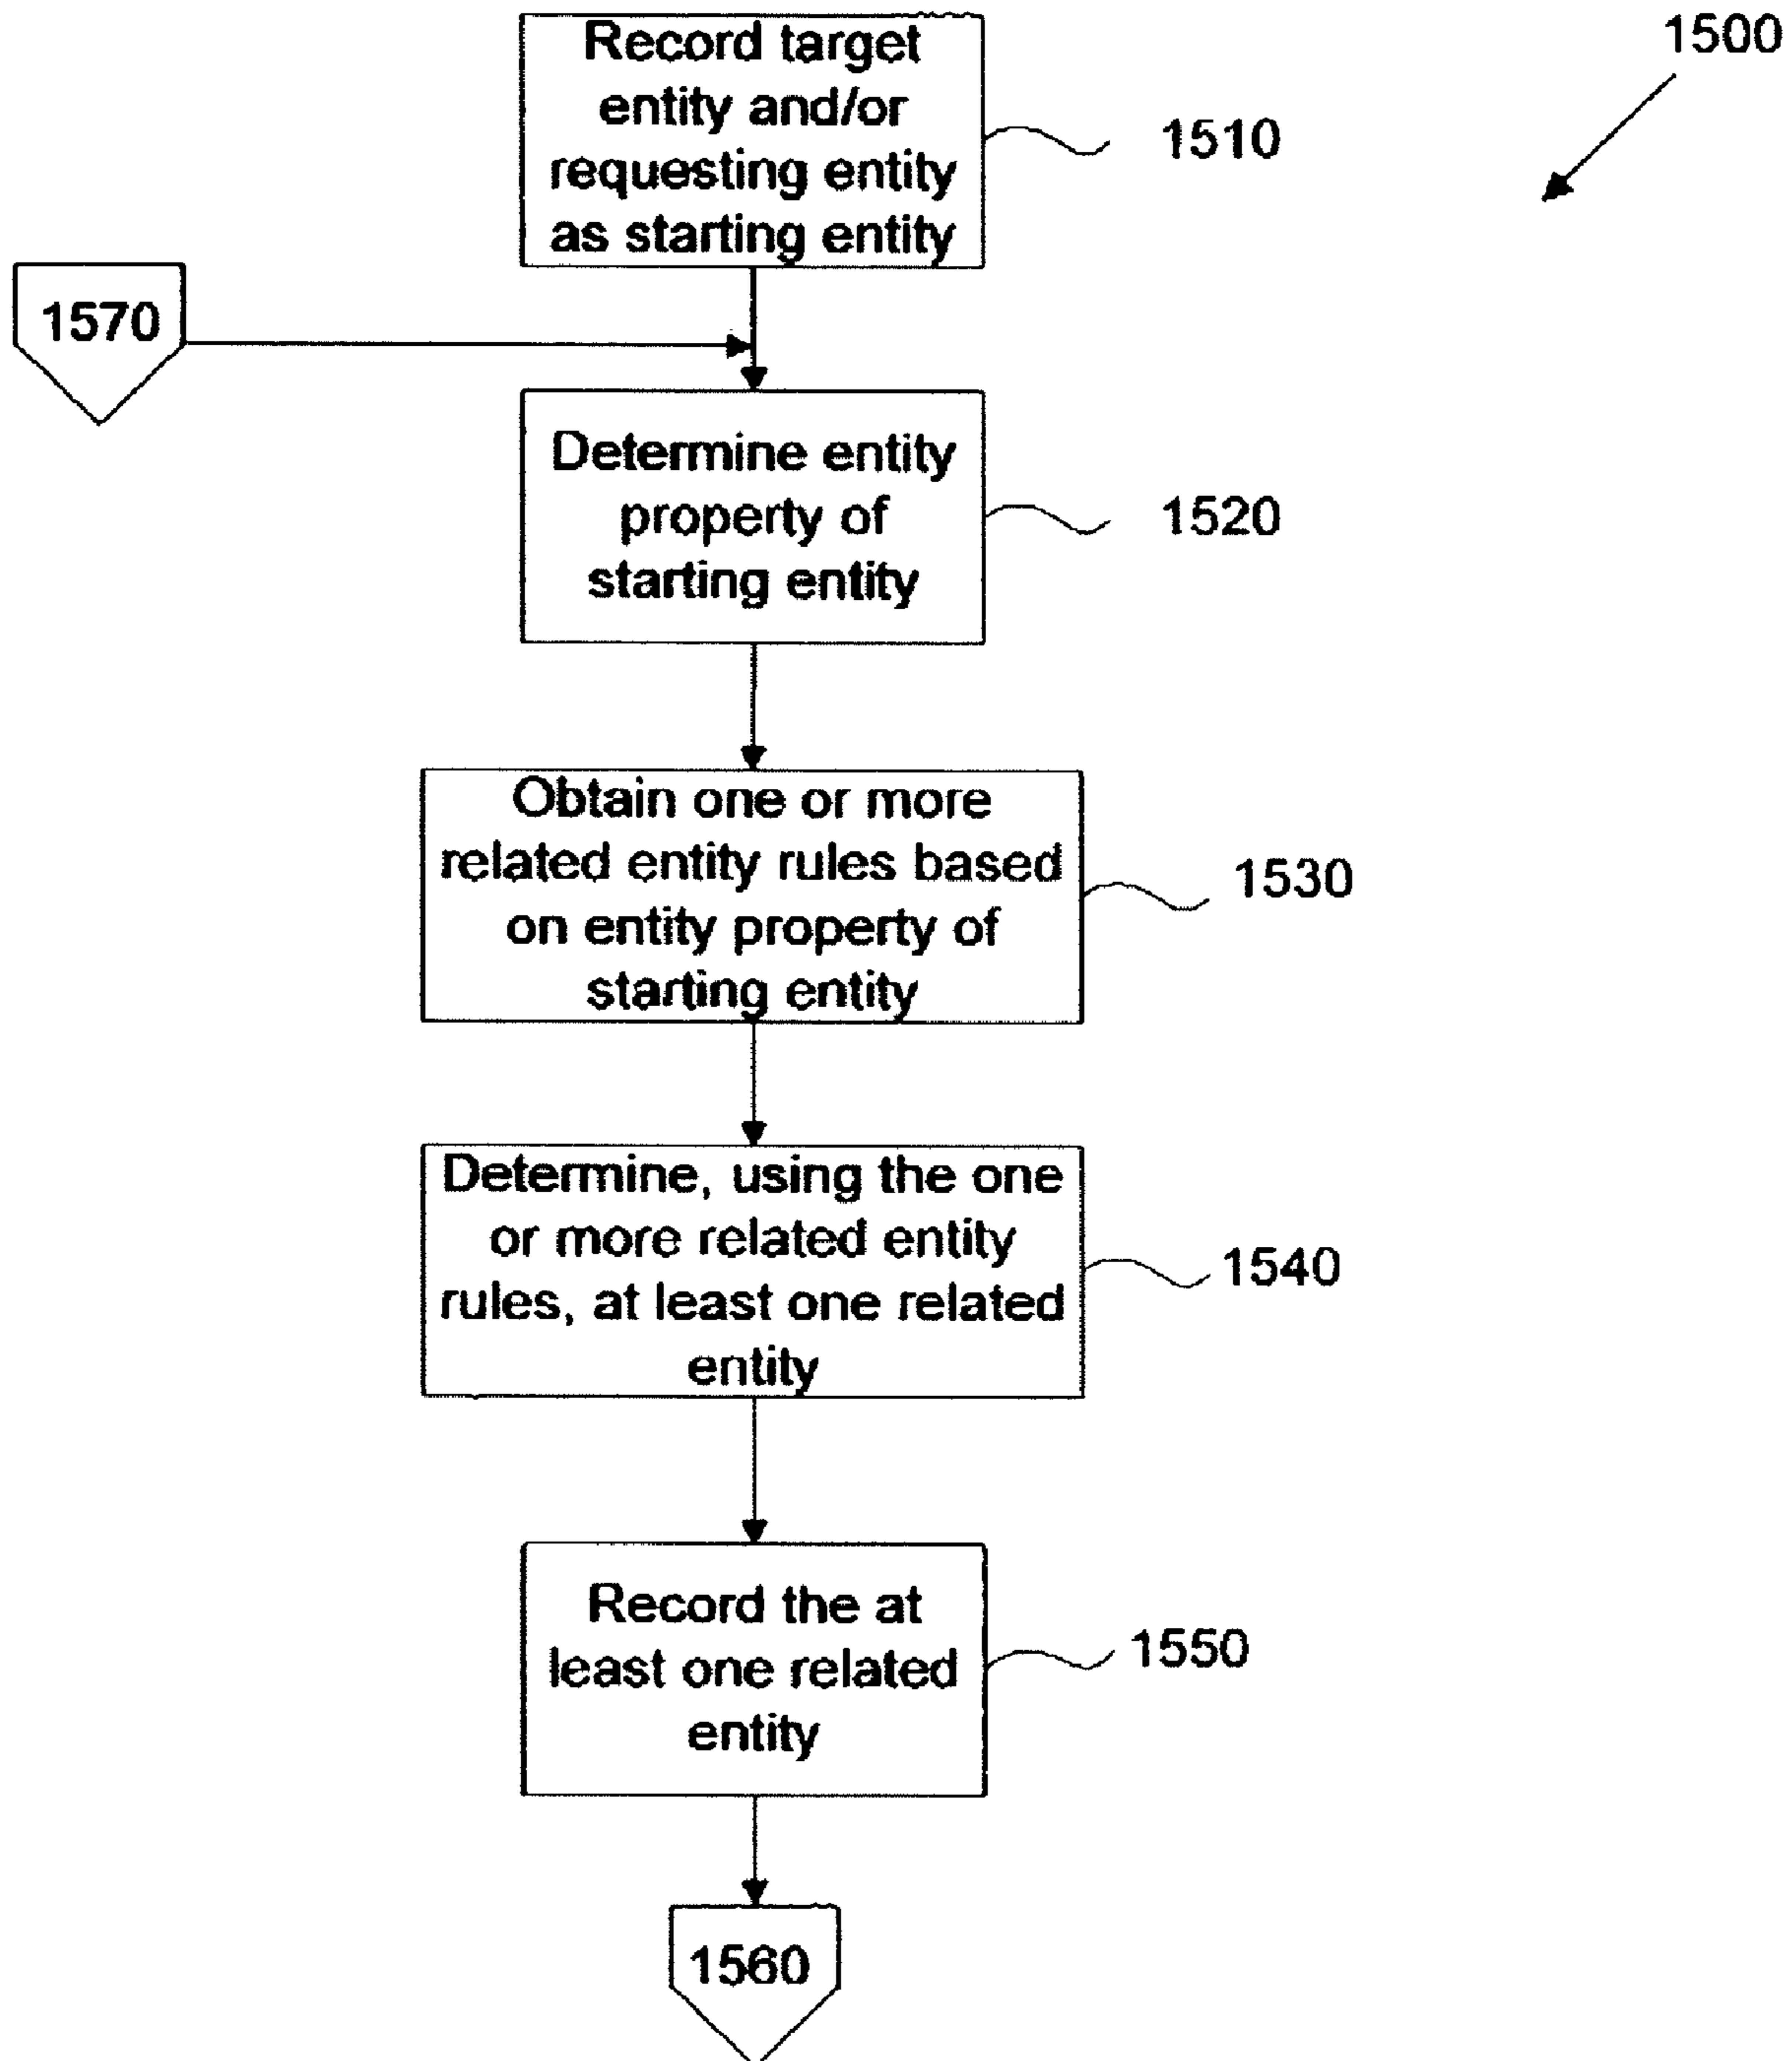 1500
Record target
entity and/or
requesting entity
as starting entity
1510
1570
Determine entity
property of
starting entity
1520
Obtain one or more
related entity rules based
on entity property of
starting entity
1530
Determine, using the one
or more related entity
rules, at least one related
entity
1540
Record the at
least one related
entity
1550
1560